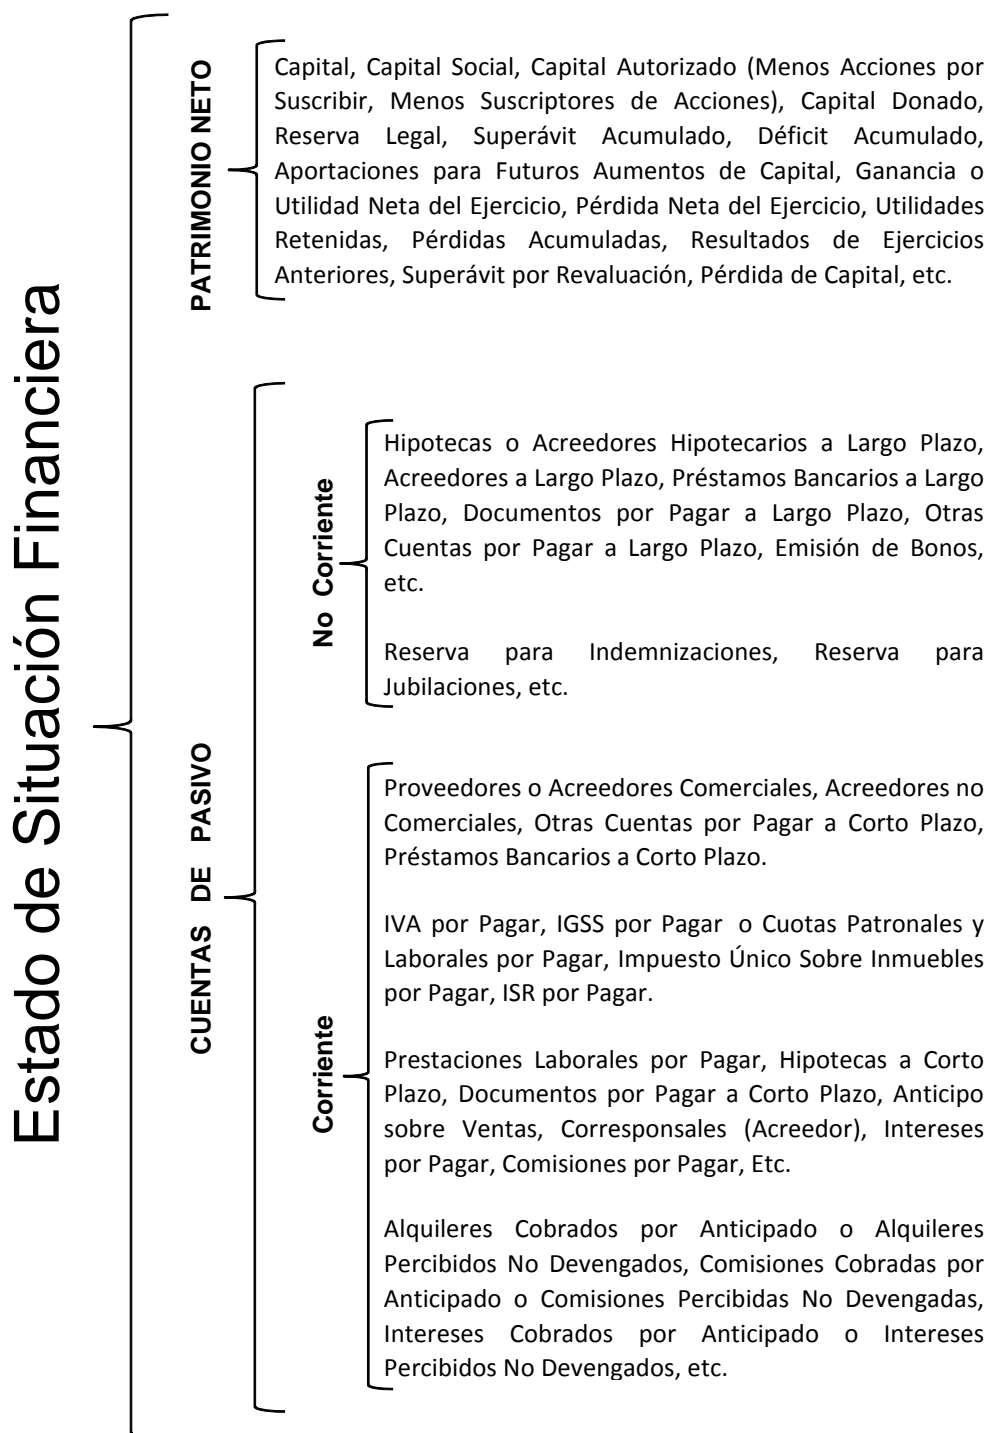 Estado de Situación Financiera
PATRIMONIO NETO
Capital, Capital Social, Capital Autorizado (Menos Acciones por
Suscribir, Menos Suscriptores de Acciones), Capital Donado,
Reserva Legal, Superávit Acumulado, Déficit Acumulado,
Aportaciones para Futuros Aumentos de Capital, Ganancia o
Utilidad Neta del Ejercicio, Pérdida Neta del Ejercicio, Utilidades
Retenidas, Pérdidas Acumuladas, Resultados de Ejercicios
Anteriores, Superávit por Revaluación, Pérdida de Capital, etc.
CUENTAS DE PASIVO
No Corriente
Hipotecas o Acreedores Hipotecarios a Largo Plazo,
Acreedores a Largo Plazo, Préstamos Bancarios a Largo
Plazo, Documentos por Pagar a Largo Plazo, Otras
Cuentas por Pagar a Largo Plazo, Emisión de Bonos,
etc.
Reserva para Indemnizaciones, Reserva para
Jubilaciones, etc.
Corriente
Proveedores o Acreedores Comerciales, Acreedores no
Comerciales, Otras Cuentas por Pagar a Corto Plazo,
Préstamos Bancarios a Corto Plazo.
IVA por Pagar, IGSS por Pagar o Cuotas Patronales y
Laborales por Pagar, Impuesto Único Sobre Inmuebles
por Pagar, ISR por Pagar.
Prestaciones Laborales por Pagar, Hipotecas a Corto
Plazo, Documentos por Pagar a Corto Plazo, Anticipo
sobre Ventas, Corresponsales (Acreedor), Intereses
por Pagar, Comisiones por Pagar, Etc.
Alquileres Cobrados por Anticipado o Alquileres
Percibidos No Devengados, Comisiones Cobradas por
Anticipado o Comisiones Percibidas No Devengadas,
Intereses Cobrados por Anticipado o Intereses
Percibidos No Devengados, etc.